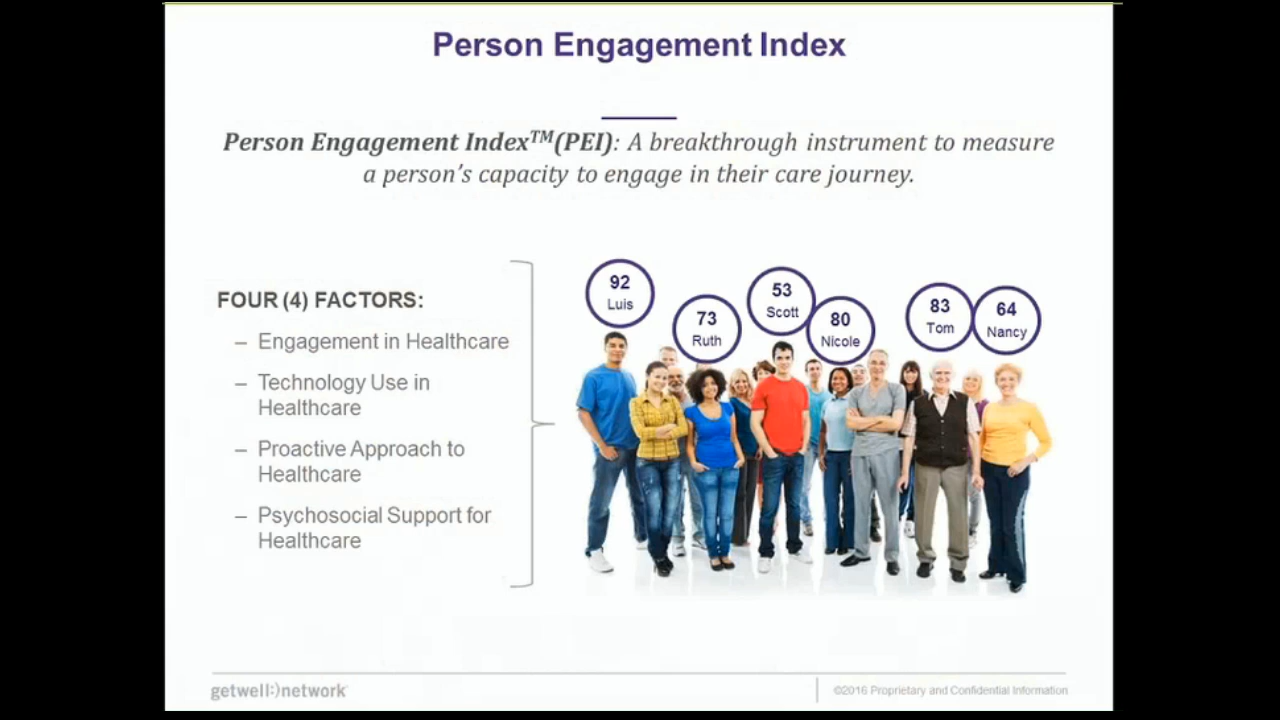 Person Engagement Index
Person Engagement Index™(PEI): A breakthrough instrument to measure
a person's capacity to engage in their care journey.
FOUR (4) FACTORS:
– Engagement in Healthcare
– Technology Use in
Healthcare
– Proactive Approach to
Healthcare
– Psychosocial Support for
Healthcare
92
Luis
73
Ruth
53
Scott
80
Nicole
83
Tom
64
Nancy
getwell:)network
©2016 Proprietary and Confidential Information